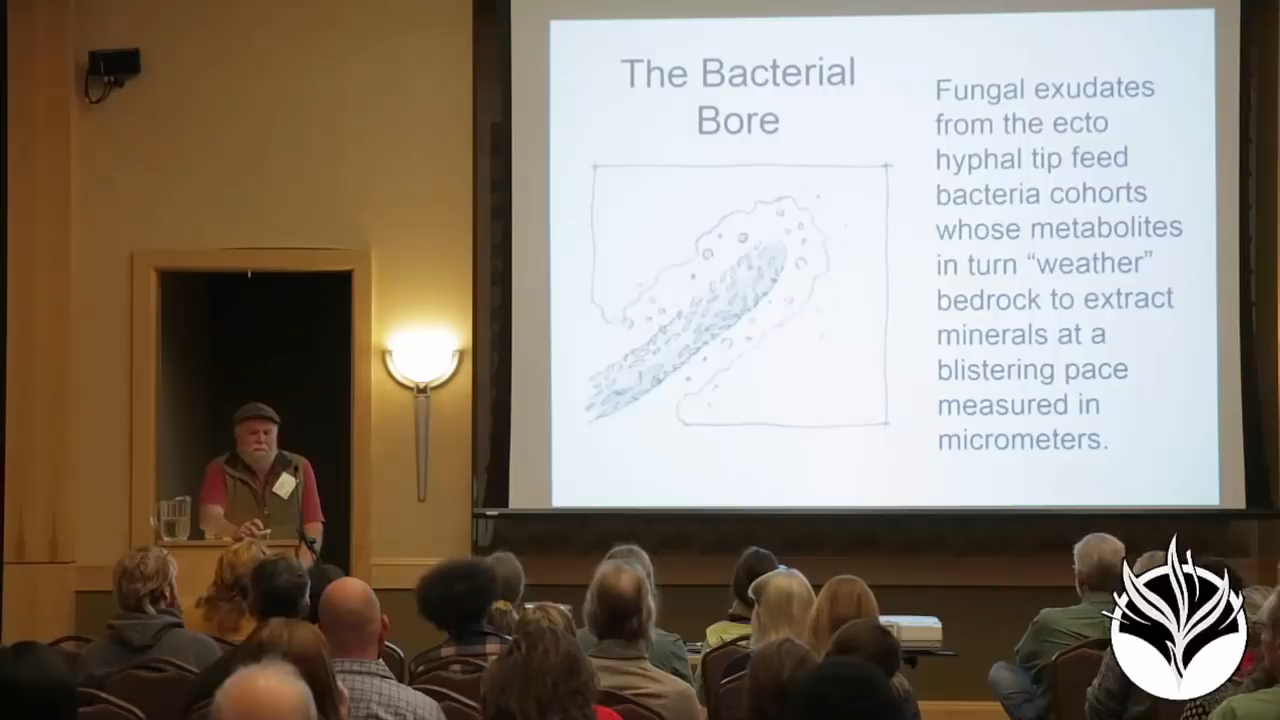 The Bacterial
Bore
Fungal exudates
from the ecto
hyphal tip feed
bacteria cohorts
whose metabolites
in turn “weather”
bedrock to extract
minerals at a
blistering pace
measured in
micrometers.